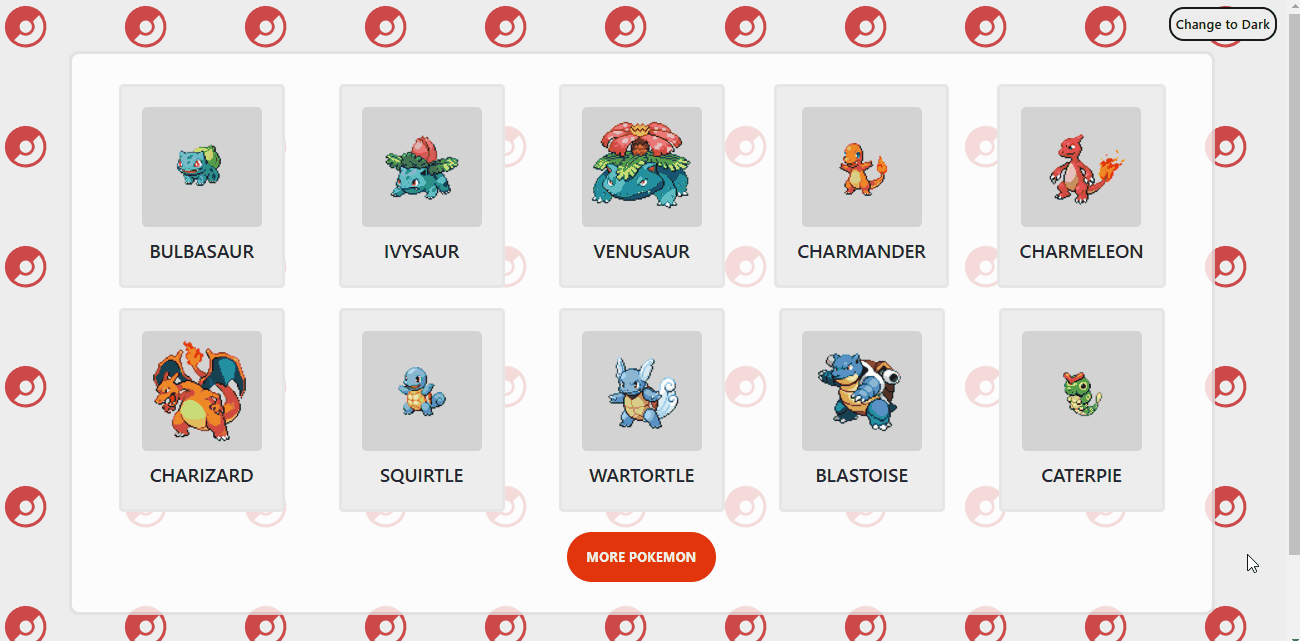 Change to Dark
BULBASAUR
IVYSAUR
VENUSAUR
CHARMANDER
CHARMELEON
CHARIZARD
SQUIRTLE
WARTORTLE
BLASTOISE
CATERPIE
MORE POKEMON